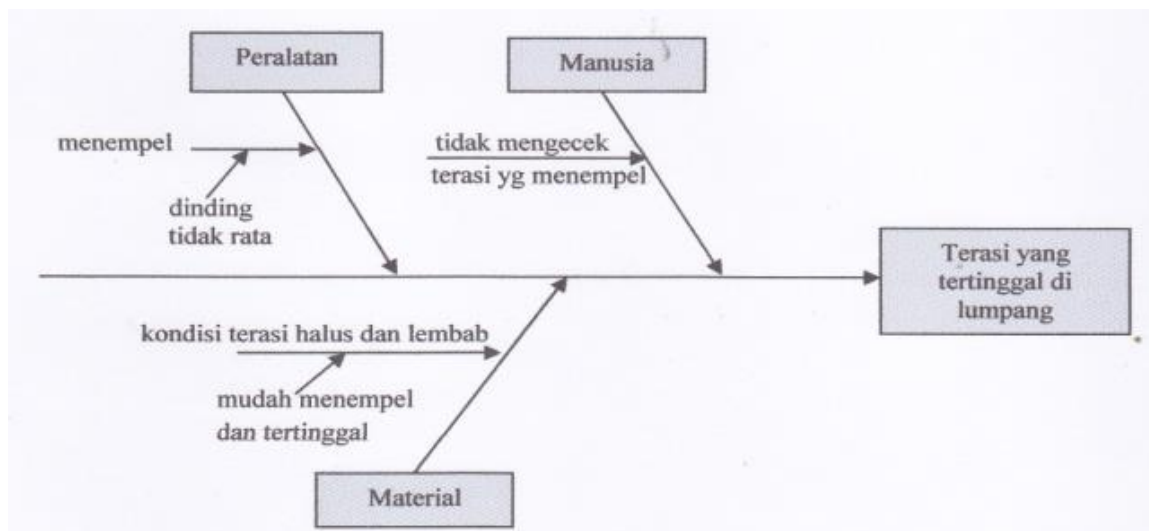 Peralatan
Manusia
menempel
tidak mengecek
terasi yg menempel
dinding
tidak rata
Terasi yang
tertinggal di
lumpang
kondisi terasi halus dan lembab
mudah menempel
dan tertinggal
Material